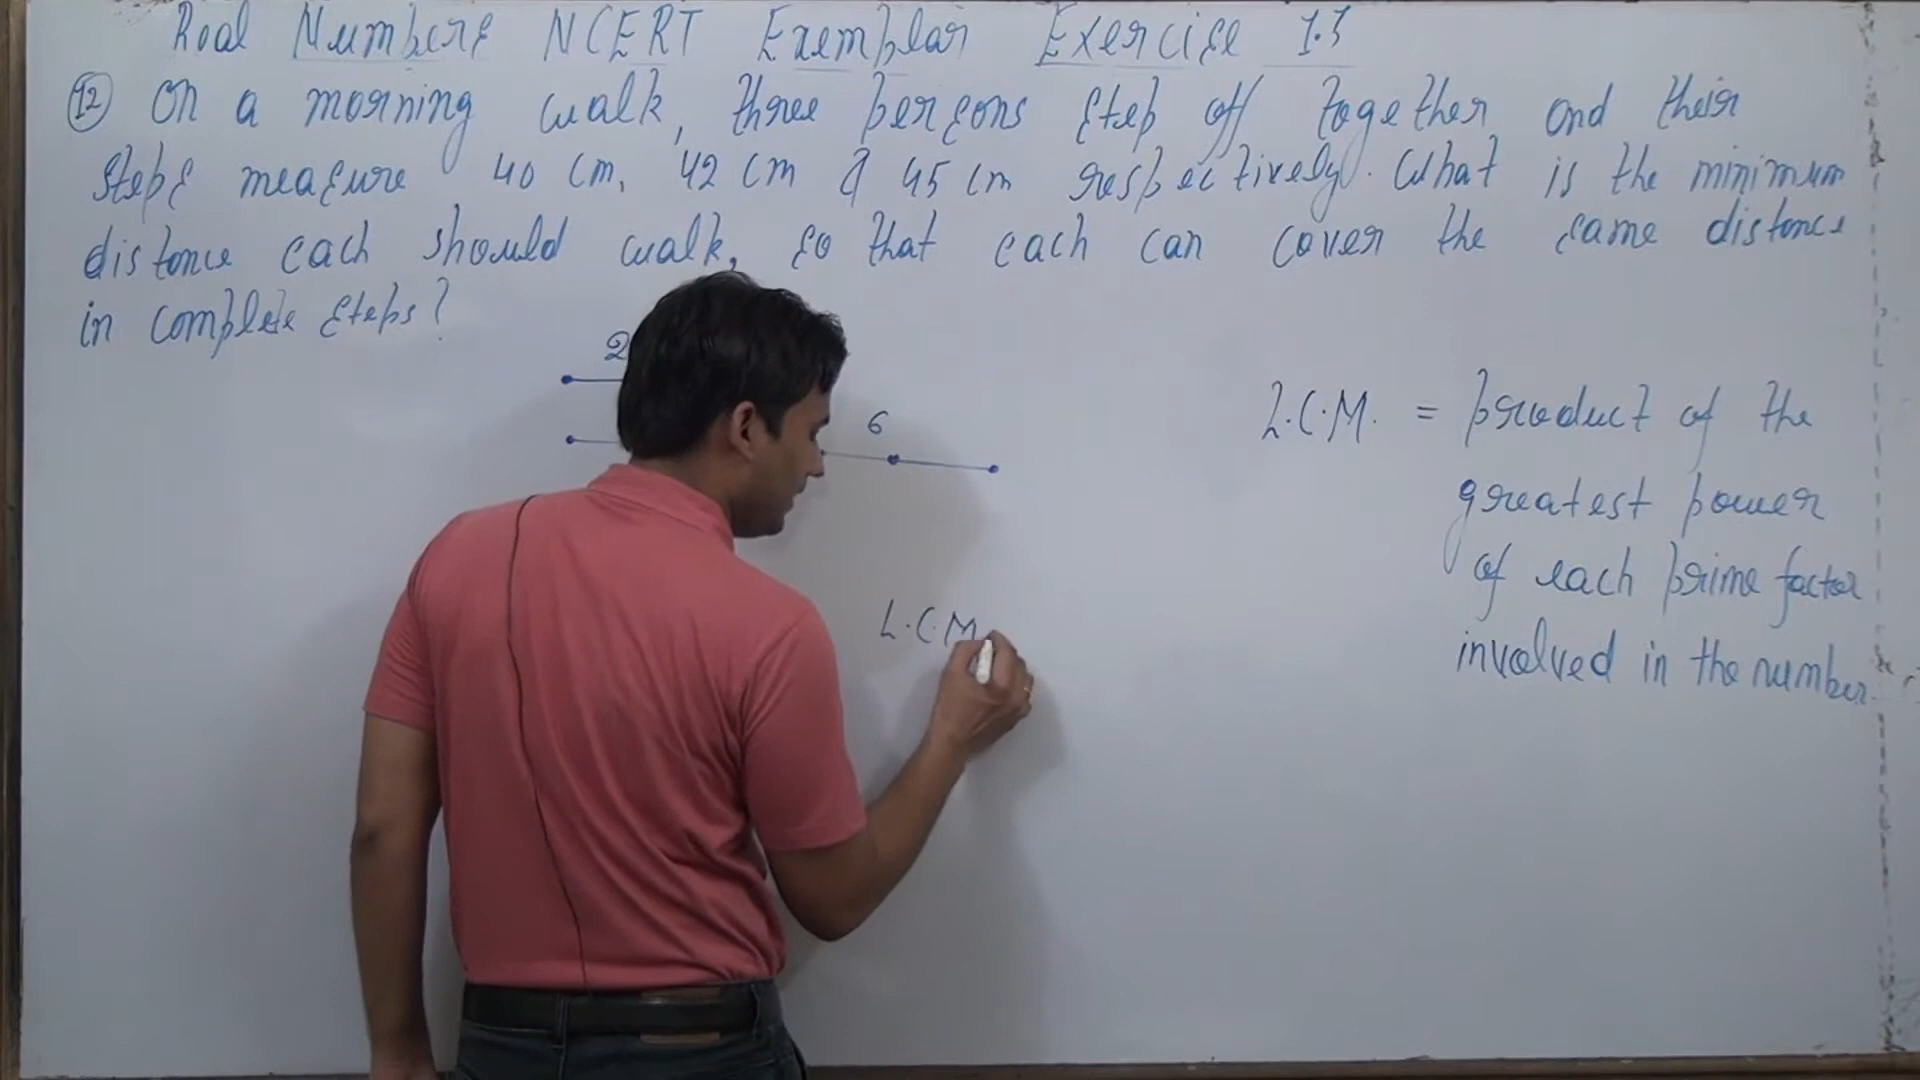 Real Numbers NCERT Exemplar Exercise 1.3
12 On a morning walk, three persons step off together and their
steps measure 40 cm, 42 cm & 45 cm respectively. What is the minimum
distance each should walk, so that each can cover the same distance
in complete steps?
2
6
L.C.M. = product of the
greatest power
of each prime factor
involved in the number.
L.C.M